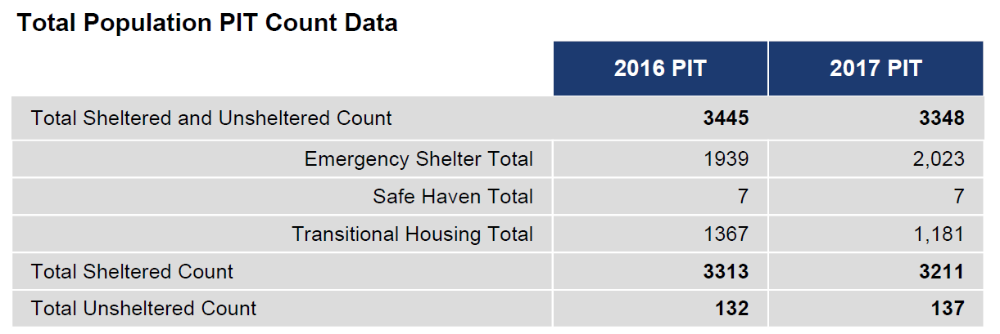 Total Population PIT Count Data
2016 PIT 2017 PIT
Total Sheltered and Unsheltered Count 3445 3348
Emergency Shelter Total 1939 2,023
Safe Haven Total 7 7
Transitional Housing Total 1367 1,181
Total Sheltered Count 3313 3211
Total Unsheltered Count 132 137